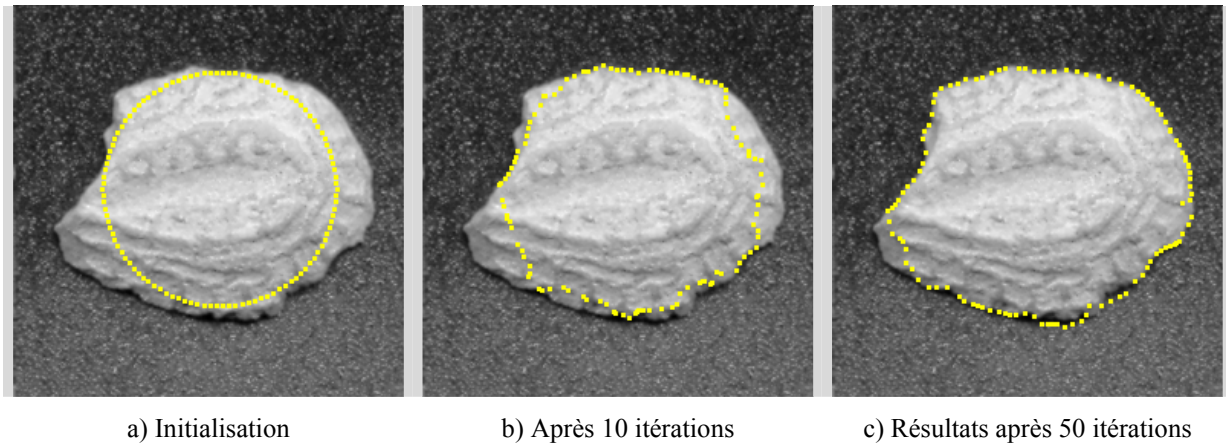 a) Initialisation
b) Après 10 itérations
c) Résultats après 50 itérations